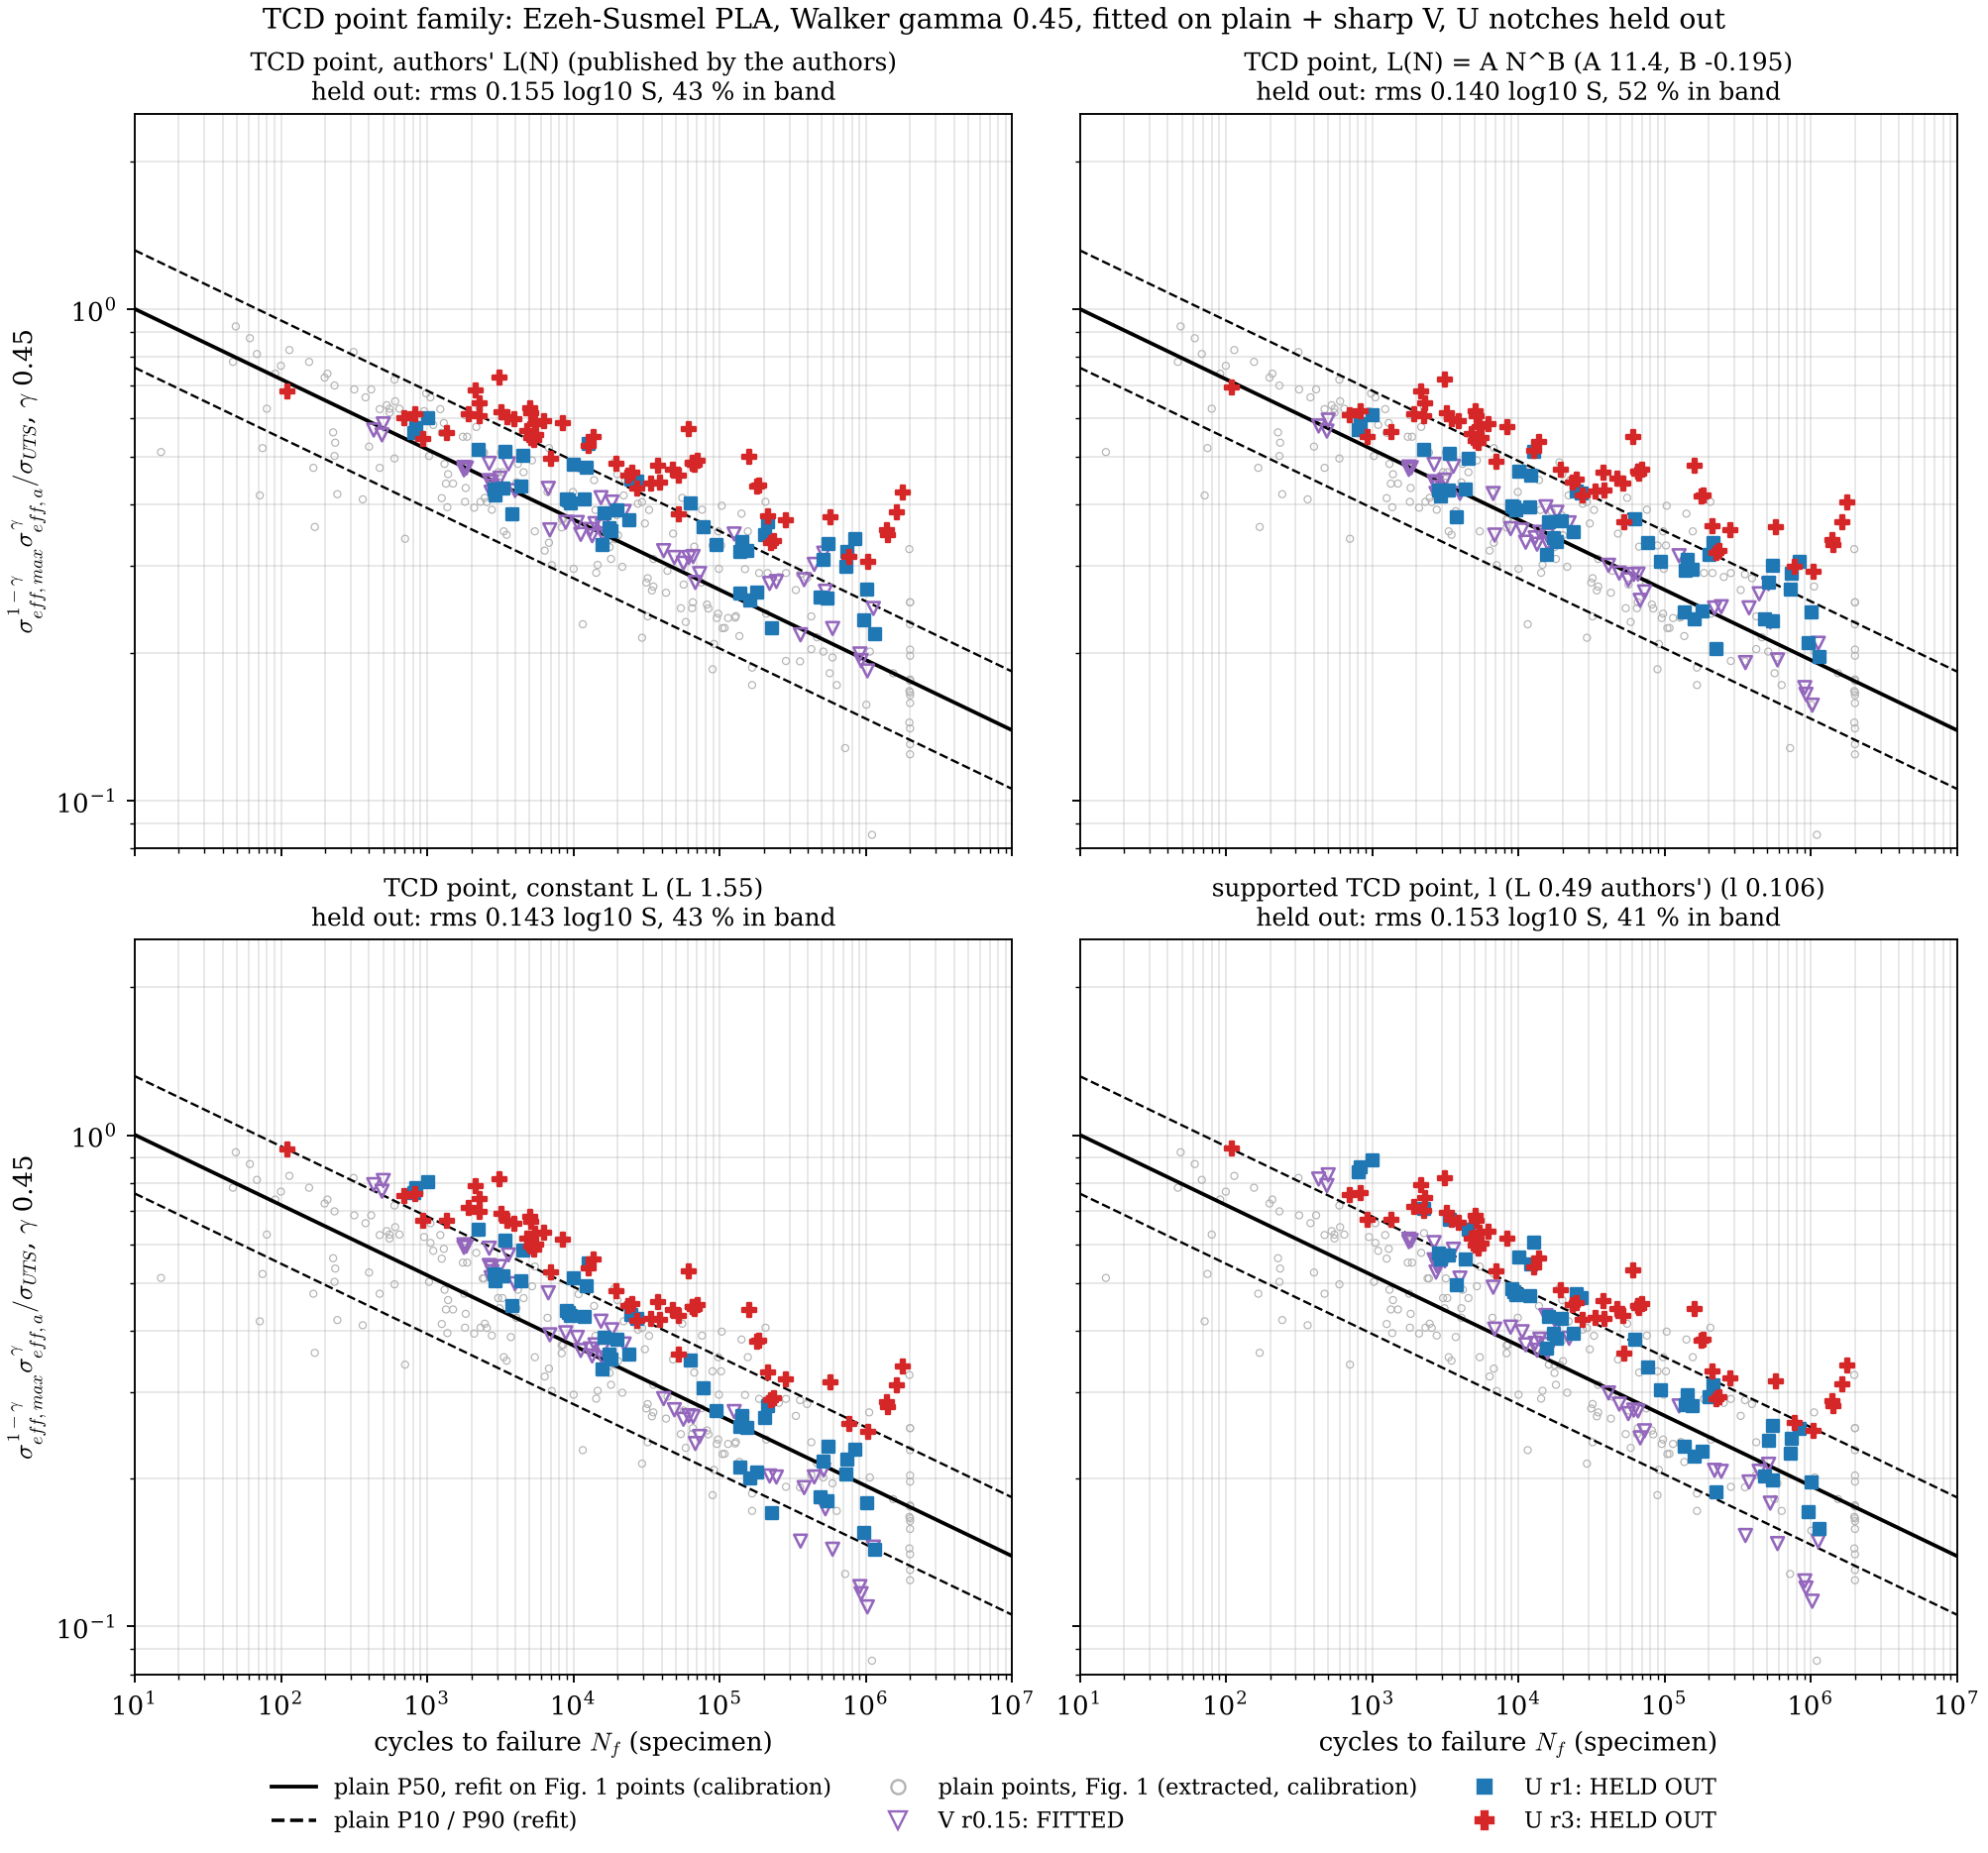 TCD point family: Ezeh-Susmel PLA, Walker gamma 0.45, fitted on plain + sharp V, U notches held out
TCD point, authors' L(N) (published by the authors)
held out: rms 0.155 log10 S, 43 % in band
TCD point, L(N) = A N^B (A 11.4, B -0.195)
held out: rms 0.140 log10 S, 52 % in band
σ_{eff,max}^{1−γ} σ_{eff,a}^{γ}/σ_{UTS}, γ 0.45
10⁰
10⁻¹
TCD point, constant L (L 1.55)
held out: rms 0.143 log10 S, 43 % in band
supported TCD point, l (L 0.49 authors') (l 0.106)
held out: rms 0.153 log10 S, 41 % in band
σ_{eff,max}^{1−γ} σ_{eff,a}^{γ}/σ_{UTS}, γ 0.45
10⁰
10⁻¹
10¹ 10² 10³ 10⁴ 10⁵ 10⁶ 10⁷
10¹ 10² 10³ 10⁴ 10⁵ 10⁶ 10⁷
cycles to failure N_f (specimen)
cycles to failure N_f (specimen)
plain P50, refit on Fig. 1 points (calibration)
plain P10 / P90 (refit)
plain points, Fig. 1 (extracted, calibration)
V r0.15: FITTED
U r1: HELD OUT
U r3: HELD OUT